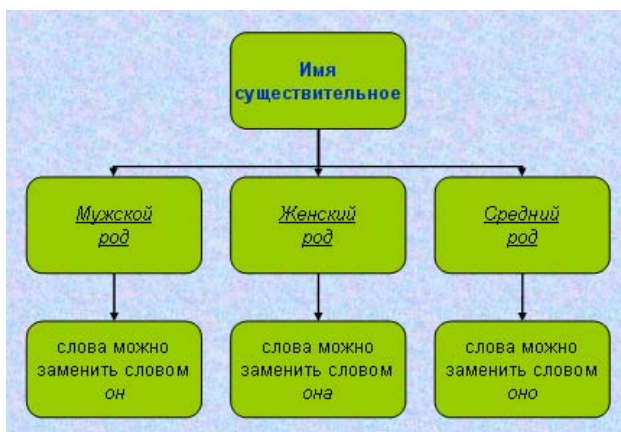 Имя
существительное
Мужской
род
Женский
род
Средний
род
слова можно
заменить словом
он
слова можно
заменить словом
она
слова можно
заменить словом
оно